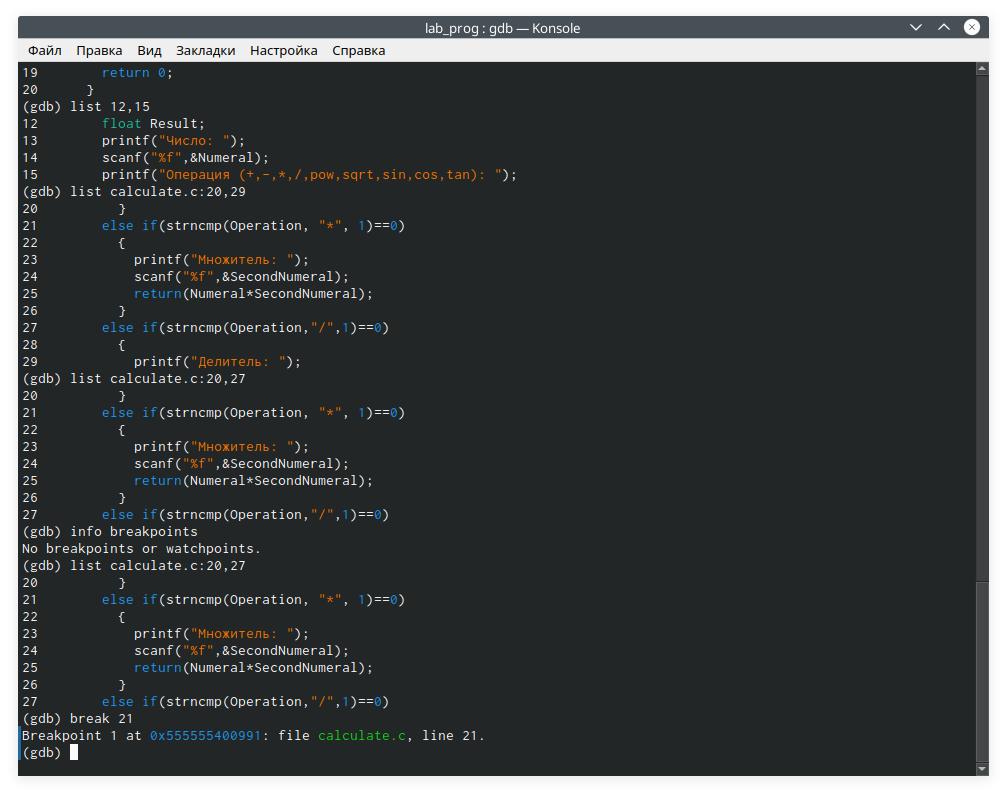 lab_prog : gdb — Konsole
Файл Правка Вид Закладки Настройка Справка
19        return 0;
20      }
(gdb) list 12,15
12        float Result;
13        printf("Число: ");
14        scanf("%f",&Numeral);
15        printf("Операция (+,-,*,/,pow,sqrt,sin,cos,tan): ");
(gdb) list calculate.c:20,29
20          }
21        else if(strncmp(Operation, "*", 1)==0)
22          {
23            printf("Множитель: ");
24            scanf("%f",&SecondNumeral);
25            return(Numeral*SecondNumeral);
26          }
27        else if(strncmp(Operation,"/",1)==0)
28          {
29            printf("Делитель: ");
(gdb) list calculate.c:20,27
20          }
21        else if(strncmp(Operation, "*", 1)==0)
22          {
23            printf("Множитель: ");
24            scanf("%f",&SecondNumeral);
25            return(Numeral*SecondNumeral);
26          }
27        else if(strncmp(Operation,"/",1)==0)
(gdb) info breakpoints
No breakpoints or watchpoints.
(gdb) list calculate.c:20,27
20          }
21        else if(strncmp(Operation, "*", 1)==0)
22          {
23            printf("Множитель: ");
24            scanf("%f",&SecondNumeral);
25            return(Numeral*SecondNumeral);
26          }
27        else if(strncmp(Operation,"/",1)==0)
(gdb) break 21
Breakpoint 1 at 0x555555400991: file calculate.c, line 21.
(gdb)